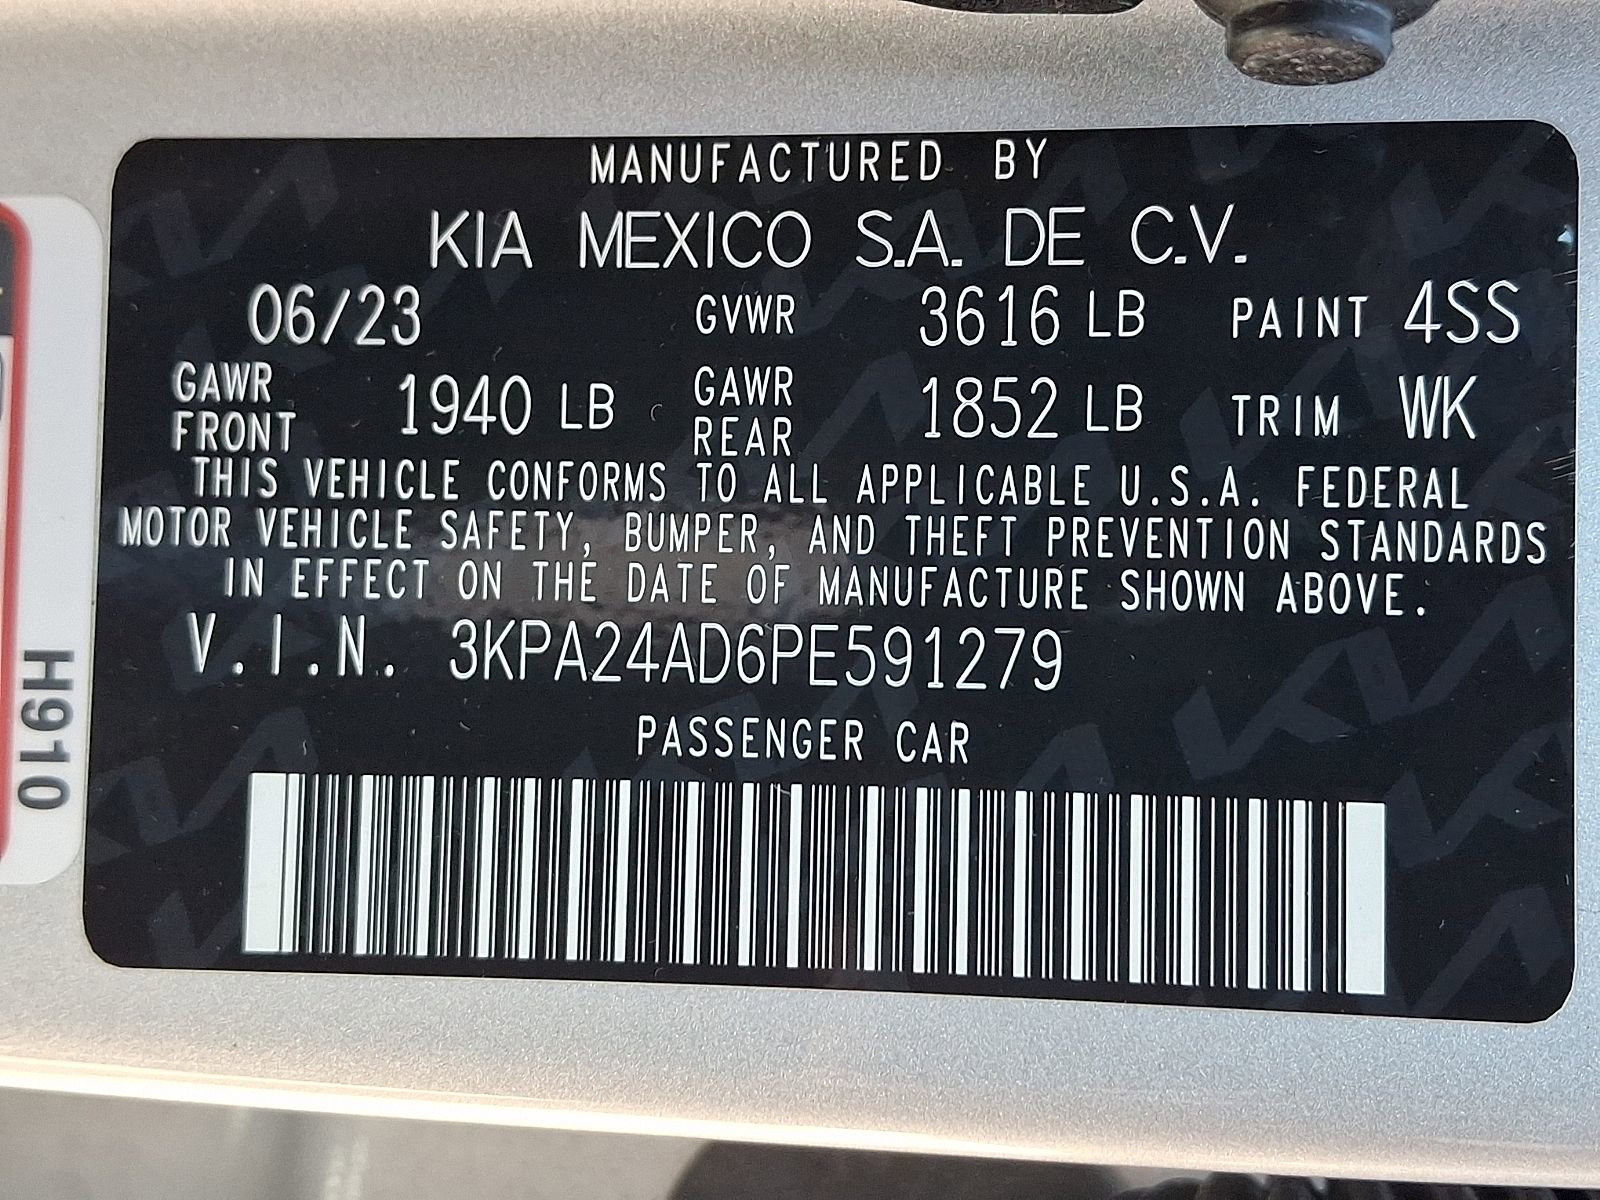 MANUFACTURED BY
KIA MEXICO S.A. DE C.V.
06/23 GVWR 3616 LB PAINT 4SS
GAWR FRONT 1940 LB GAWR REAR 1852 LB TRIM WK
THIS VEHICLE CONFORMS TO ALL APPLICABLE U.S.A. FEDERAL
MOTOR VEHICLE SAFETY, BUMPER, AND THEFT PREVENTION STANDARDS
IN EFFECT ON THE DATE OF MANUFACTURE SHOWN ABOVE.
V.I.N. 3KPA24AD6PE591279
PASSENGER CAR
H910